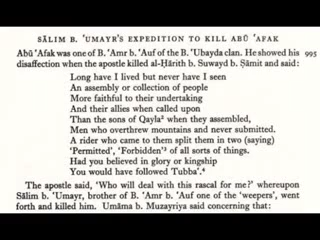 SĀLIM B. 'UMAYR'S EXPEDITION TO KILL ABŪ 'AFAK
Abū 'Afak was one of B. 'Amr b. 'Auf of the B. 'Ubayda clan. He showed his 995
disaffection when the apostle killed al-Ḥārith b. Suwayd b. Ṣāmit and said:
Long have I lived but never have I seen
An assembly or collection of people
More faithful to their undertaking
And their allies when called upon
Than the sons of Qayla² when they assembled,
Men who overthrew mountains and never submitted.
A rider who came to them split them in two (saying)
'Permitted', 'Forbidden'³ of all sorts of things.
Had you believed in glory or kingship
You would have followed Tubba'.⁴
The apostle said, 'Who will deal with this rascal for me?' whereupon
Sālim b. 'Umayr, brother of B. 'Amr b. 'Auf one of the 'weepers', went
forth and killed him. Umāma b. Muzayriya said concerning that: